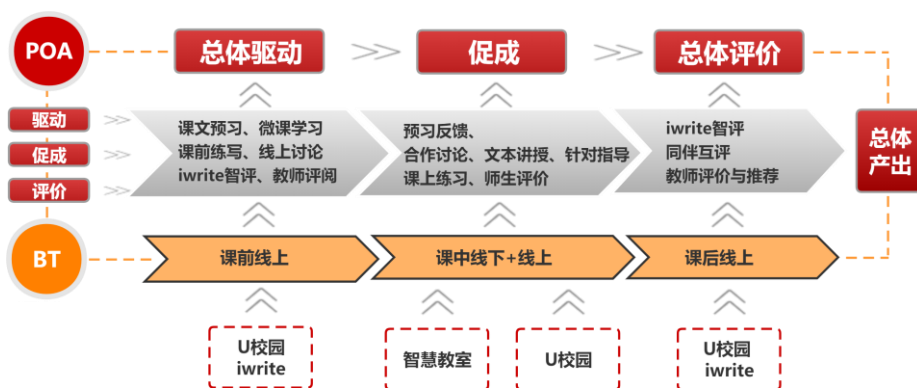 POA
总体驱动
促成
总体评价
驱动
促成
评价
课文预习、微课学习
课前练写、线上讨论
iwrite智评、教师评阅
预习反馈、
合作讨论、文本讲授、针对指导
课上练习、师生评价
iwrite智评
同伴互评
教师评价与推荐
总体
产出
BT
课前线上
课中线下+线上
课后线上
U校园
iwrite
智慧教室
U校园
U校园
iwrite